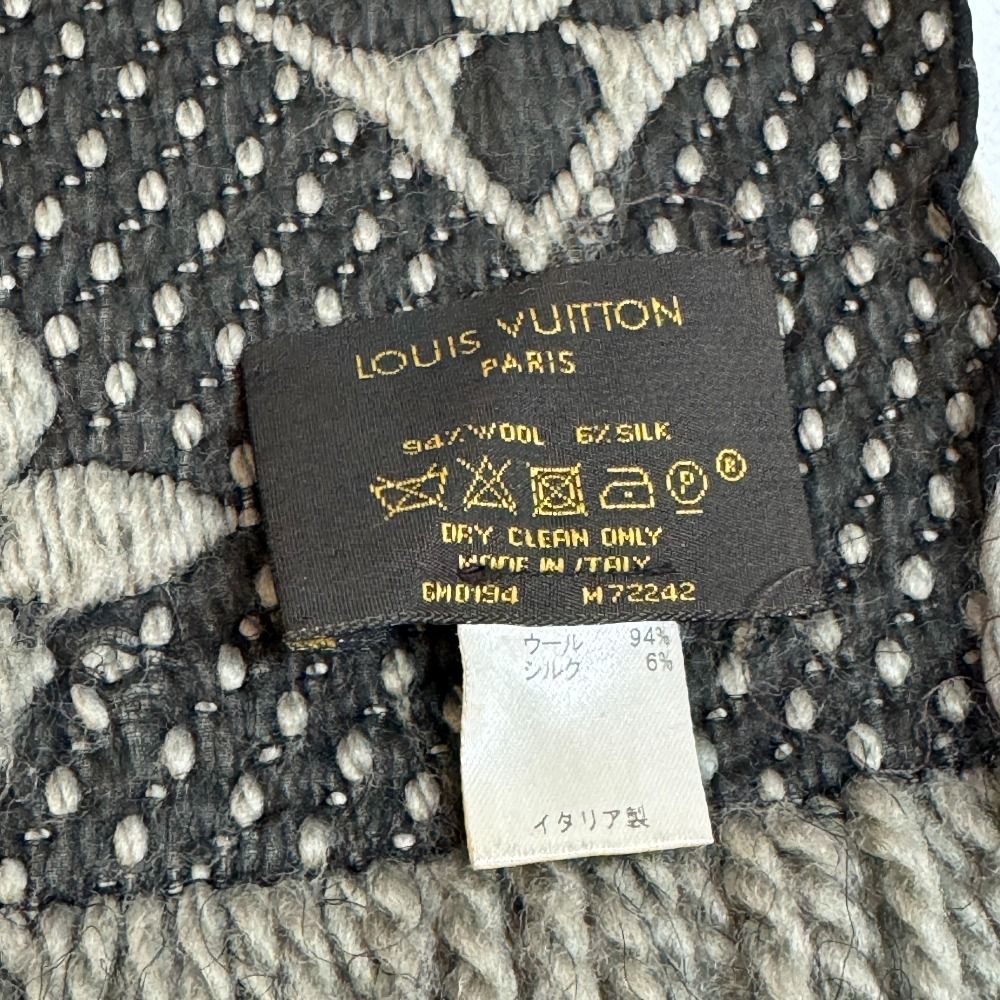 LOUIS VUITTON
PARIS
94% WOOL 6% SILK
P ®
DRY CLEAN ONLY
MADE IN ITALY
GM0194 M72242
ウール 94%
シルク 6%
イタリア製